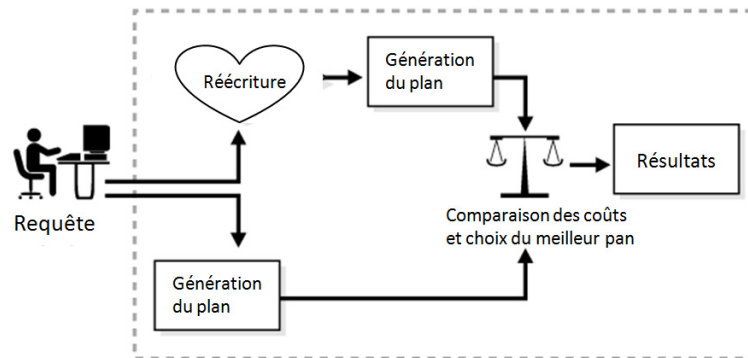 Réécriture
Génération
du plan
Requête
Résultats
Comparaison des coûts
et choix du meilleur pan
Génération
du plan